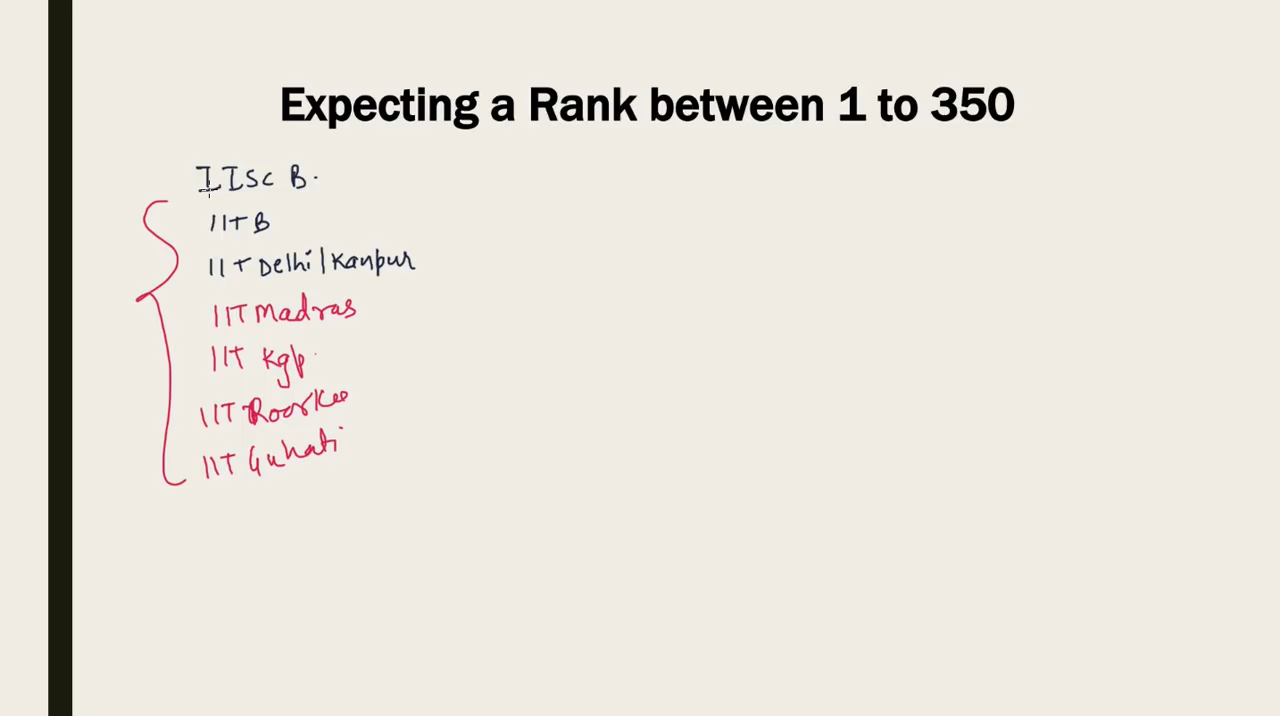 Expecting a Rank between 1 to 350
IISc B.
IIT B
IIT Delhi/Kanpur
IIT Madras
IIT Kgp.
IIT Roorkee
IIT Guhati